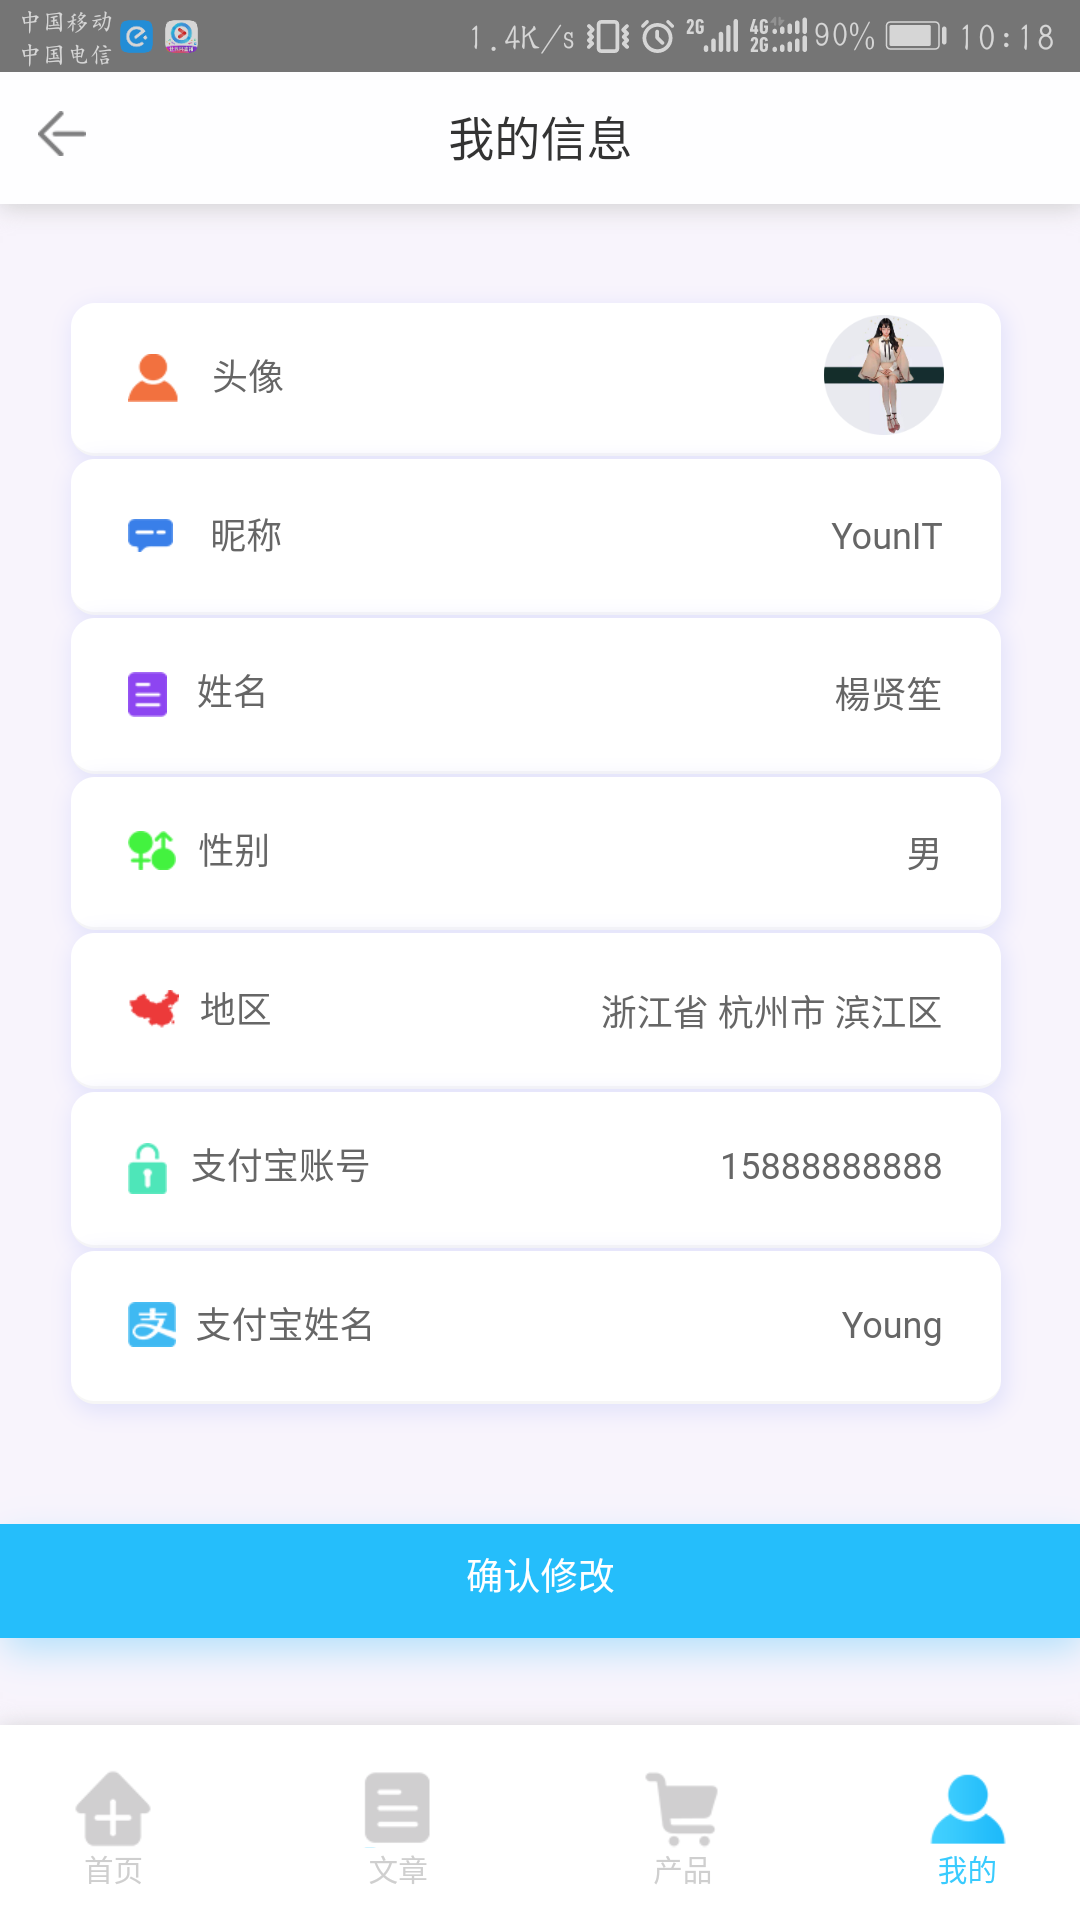 中国移动
中国电信
1.4K/s 2G 4G 2G 90% 10:18
我的信息
头像
昵称 YounIT
姓名 楊贤笙
性别 男
地区 浙江省 杭州市 滨江区
支付宝账号 15888888888
支付宝姓名 Young
确认修改
首页 文章 产品 我的